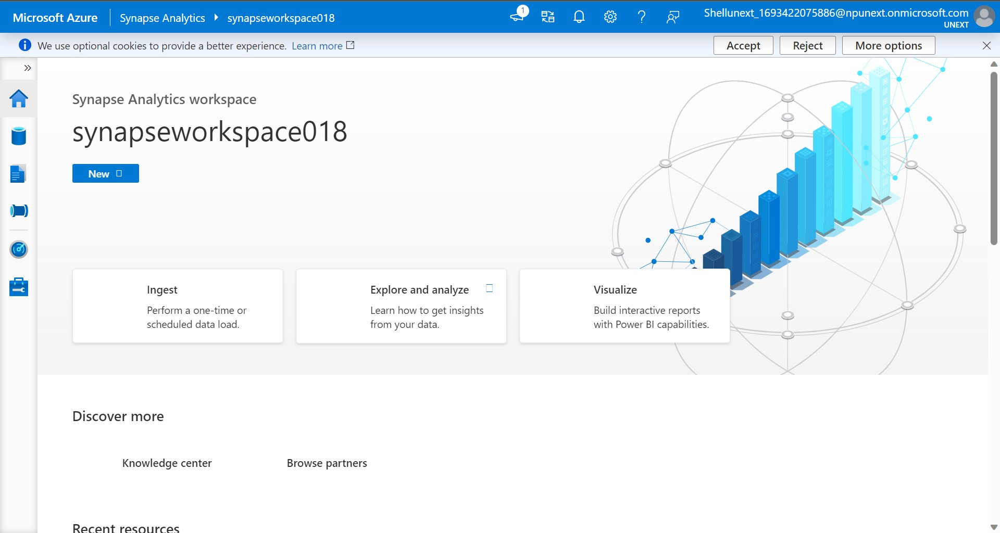 Microsoft Azure
Synapse Analytics
synapseworkspace018
1
Shellunext_1693422075886@npunext.onmicrosoft.com
UNEXT
We use optional cookies to provide a better experience. Learn more
Accept
Reject
More options
Synapse Analytics workspace
synapseworkspace018
New
Ingest
Perform a one-time or
scheduled data load.
Explore and analyze
Learn how to get insights
from your data.
Visualize
Build interactive reports
with Power BI capabilities.
Discover more
Knowledge center
Browse partners
Recent resources